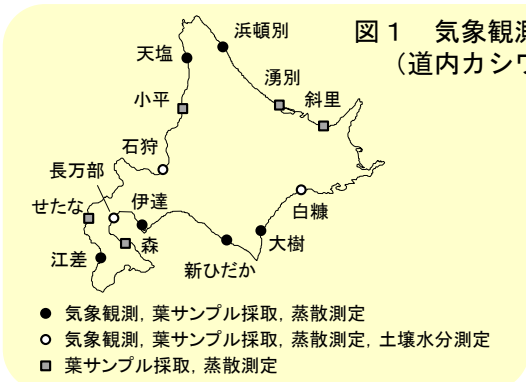 図1 気象観測
(道内カシワ
浜頓別
天塩
湧別
斜里
小平
石狩
長万部
せたな
伊達
白糠
森
大樹
江差
新ひだか
● 気象観測, 葉サンプル採取, 蒸散測定
○ 気象観測, 葉サンプル採取, 蒸散測定, 土壌水分測定
■ 葉サンプル採取, 蒸散測定